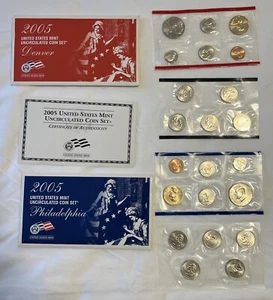 2005
UNITED STATES MINT
UNCIRCULATED COIN SET
Denver
2005 UNITED STATES MINT
UNCIRCULATED COIN SET
CERTIFICATE OF AUTHENTICITY
2005
UNITED STATES MINT
UNCIRCULATED COIN SET
Philadelphia